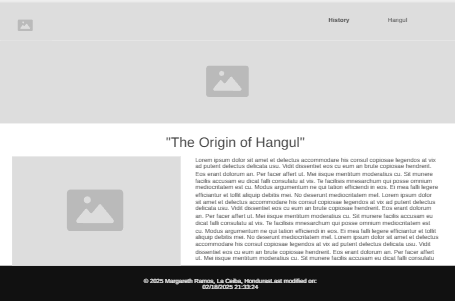 History
Hangul
"The Origin of Hangul"
Lorem ipsum dolor sit amet el delectus accommodare his consul copiosae legendos at vix
ad putent delectus delicata usu. Vidit dissentiet eos cu eum an brute copiosae hendrerit.
Eos erant dolorum an. Per facer affert ut. Mei iisque mentitum moderatius cu. Sit munere
facilis accusam eu dicat falli consulatu at vis. Te facilisis mnesarchum qui posse omnium
mediocritatem est cu. Modus argumentum ne qui tation efficiendi in eos. Ei mea falli legere
efficiantur et tollit aliquip debitis mei. No deserunt mediocritatem mel. Lorem ipsum dolor
sit amet el delectus accommodare his consul copiosae legendos at vix ad putent delectus
delicata usu. Vidit dissentiet eos cu eum an brute copiosae hendrerit. Eos erant dolorum
an. Per facer affert ut. Mei iisque mentitum moderatius cu. Sit munere facilis accusam eu
dicat falli consulatu at vis. Te facilisis mnesarchum qui posse omnium mediocritatem est
cu. Modus argumentum ne qui tation efficiendi in eos. Ei mea falli legere efficiantur et tollit
aliquip debitis mei. No deserunt mediocritatem mel. Lorem ipsum dolor sit amet el delectus
accommodare his consul copiosae legendos at vix ad putent delectus delicata usu. Vidit
dissentiet eos cu eum an brute copiosae hendrerit. Eos erant dolorum an. Per facer affert
ut. Mei iisque mentitum moderatius cu. Sit munere facilis accusam eu dicat falli consulatu
© 2025 Margareth Ramos, La Ceiba, HondurasLast modified on:
02/18/2025 21:33:24